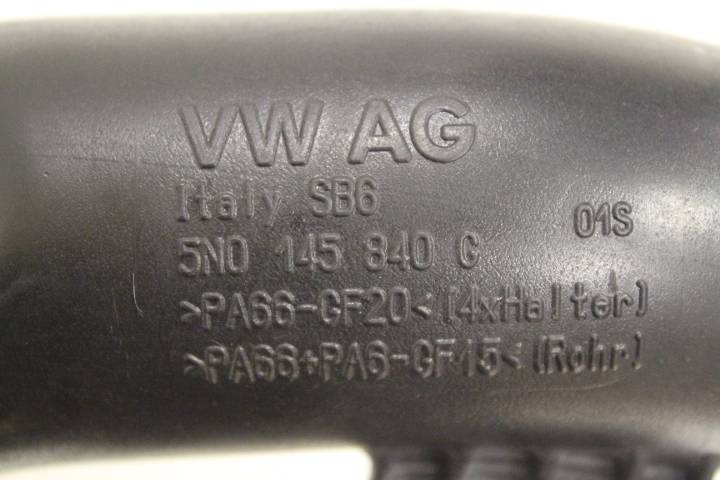 VW AG
Italy SB6
01S
5N0 145 840 C
>PA66-GF20< (4xHalter)
>PA66+PA6-GF15< (Rohr)